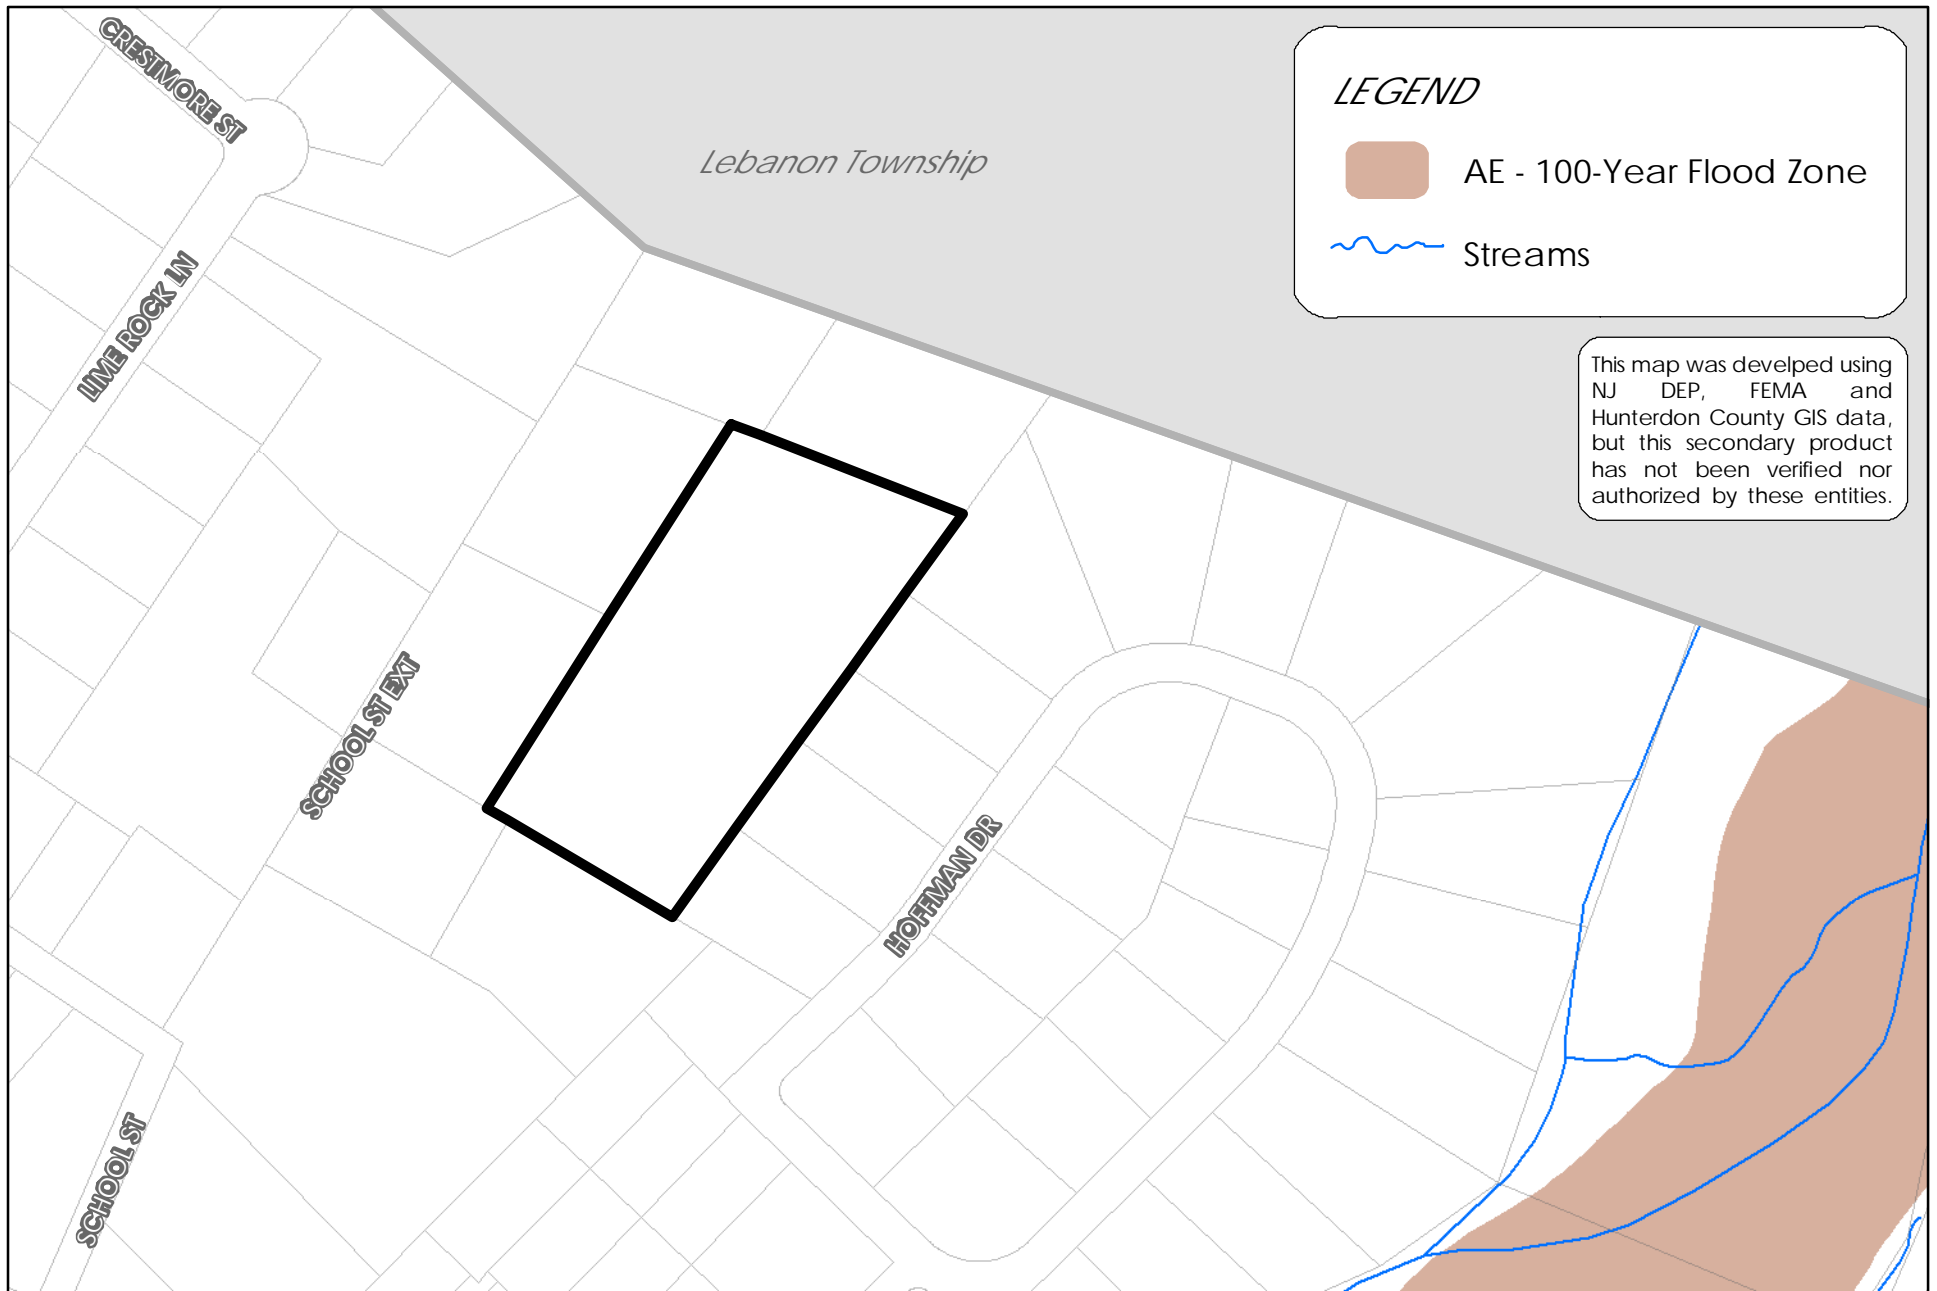 CRESTMORE ST
LEGEND
Lebanon Township
AE - 100-Year Flood Zone
Streams
LIME ROCK LN
This map was develped using
NJ DEP, FEMA and
Hunterdon County GIS data,
but this secondary product
has not been verified nor
authorized by these entities.
SCHOOL ST EXT
HOFFMAN DR
SCHOOL ST